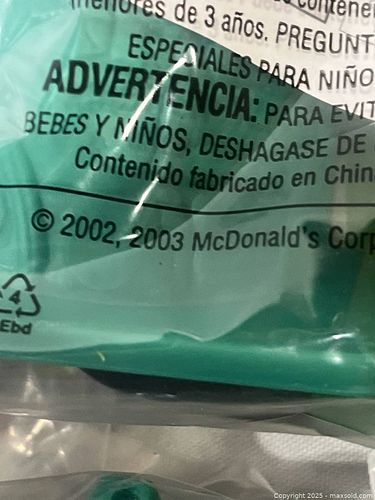 menores de 3 años. PREGUNT
ESPECIALES PARA NIÑO
ADVERTENCIA: PARA EVIT
BEBES Y NIÑOS, DESHAGASE DE
Contenido fabricado en Chin
© 2002, 2003 McDonald's Corp
4
Ebd
Copyright 2025 - maxsold.com